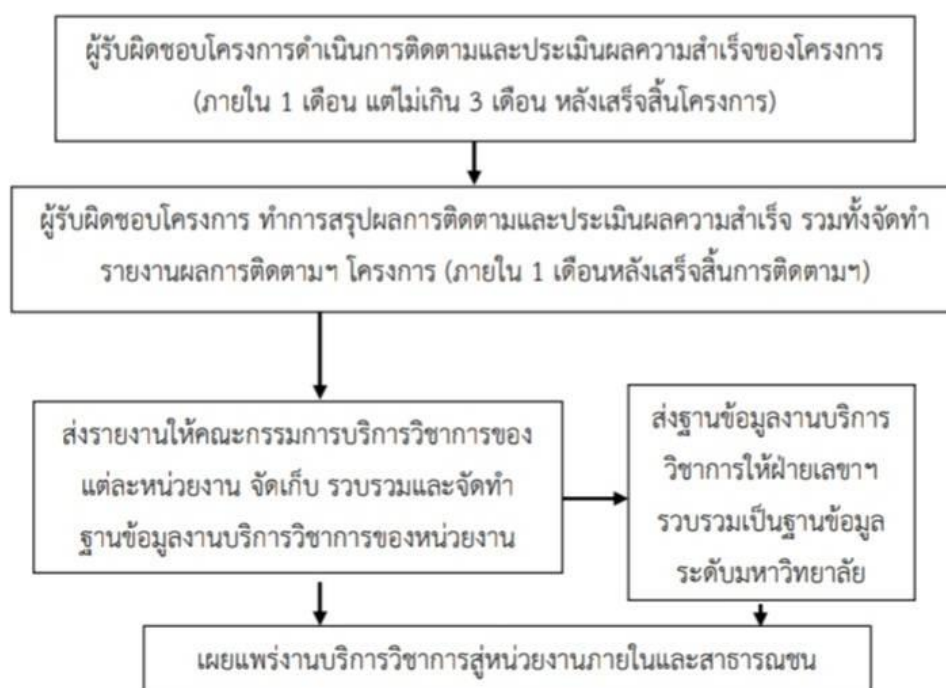 ผู้รับผิดชอบโครงการดำเนินการติดตามและประเมินผลความสำเร็จของโครงการ
(ภายใน 1 เดือน แต่ไม่เกิน 3 เดือน หลังเสร็จสิ้นโครงการ)
ผู้รับผิดชอบโครงการ ทำการสรุปผลการติดตามและประเมินผลความสำเร็จ รวมทั้งจัดทำ
รายงานผลการติดตามฯ โครงการ (ภายใน 1 เดือนหลังเสร็จสิ้นการติดตามฯ)
ส่งรายงานให้คณะกรรมการบริการวิชาการของ
แต่ละหน่วยงาน จัดเก็บ รวบรวมและจัดทำ
ฐานข้อมูลงานบริการวิชาการของหน่วยงาน
ส่งฐานข้อมูลงานบริการ
วิชาการให้ฝ่ายเลขาฯ
รวบรวมเป็นฐานข้อมูล
ระดับมหาวิทยาลัย
เผยแพร่งานบริการวิชาการสู่หน่วยงานภายในและสาธารณชน